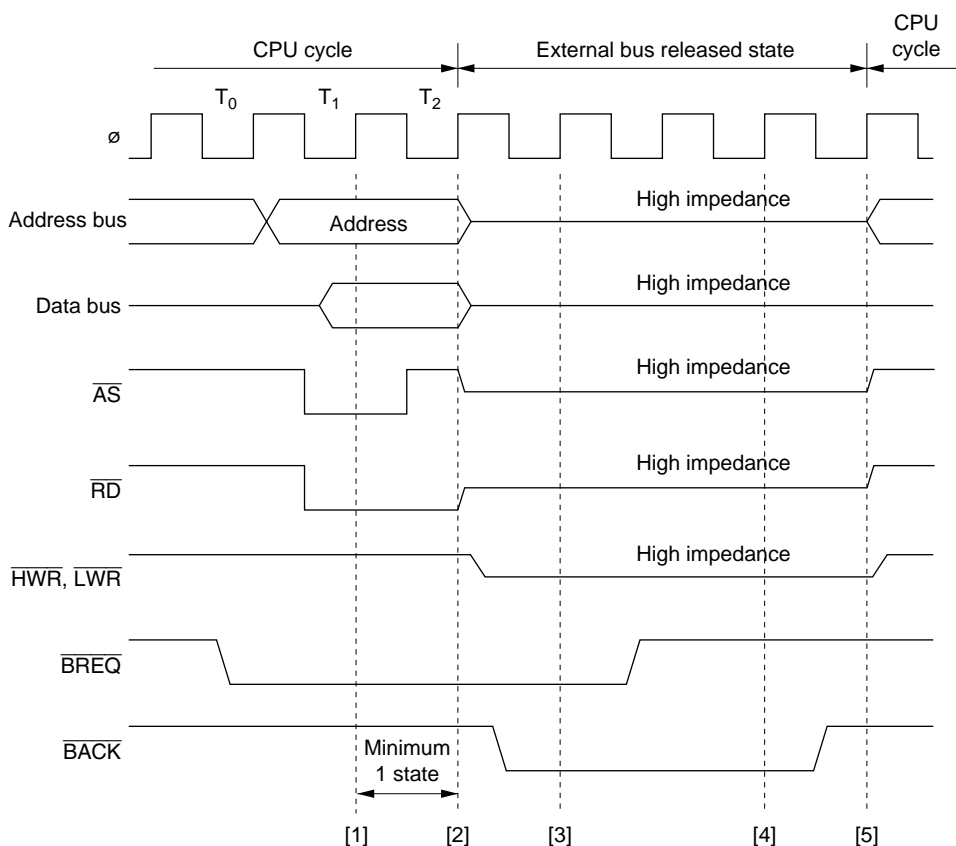 CPU cycle
External bus released state
CPU
cycle
T0
T1
T2
ø
Address bus
Address
High impedance
Data bus
High impedance
AS
High impedance
RD
High impedance
HWR, LWR
High impedance
BREQ
BACK
Minimum
1 state
[1]
[2]
[3]
[4]
[5]